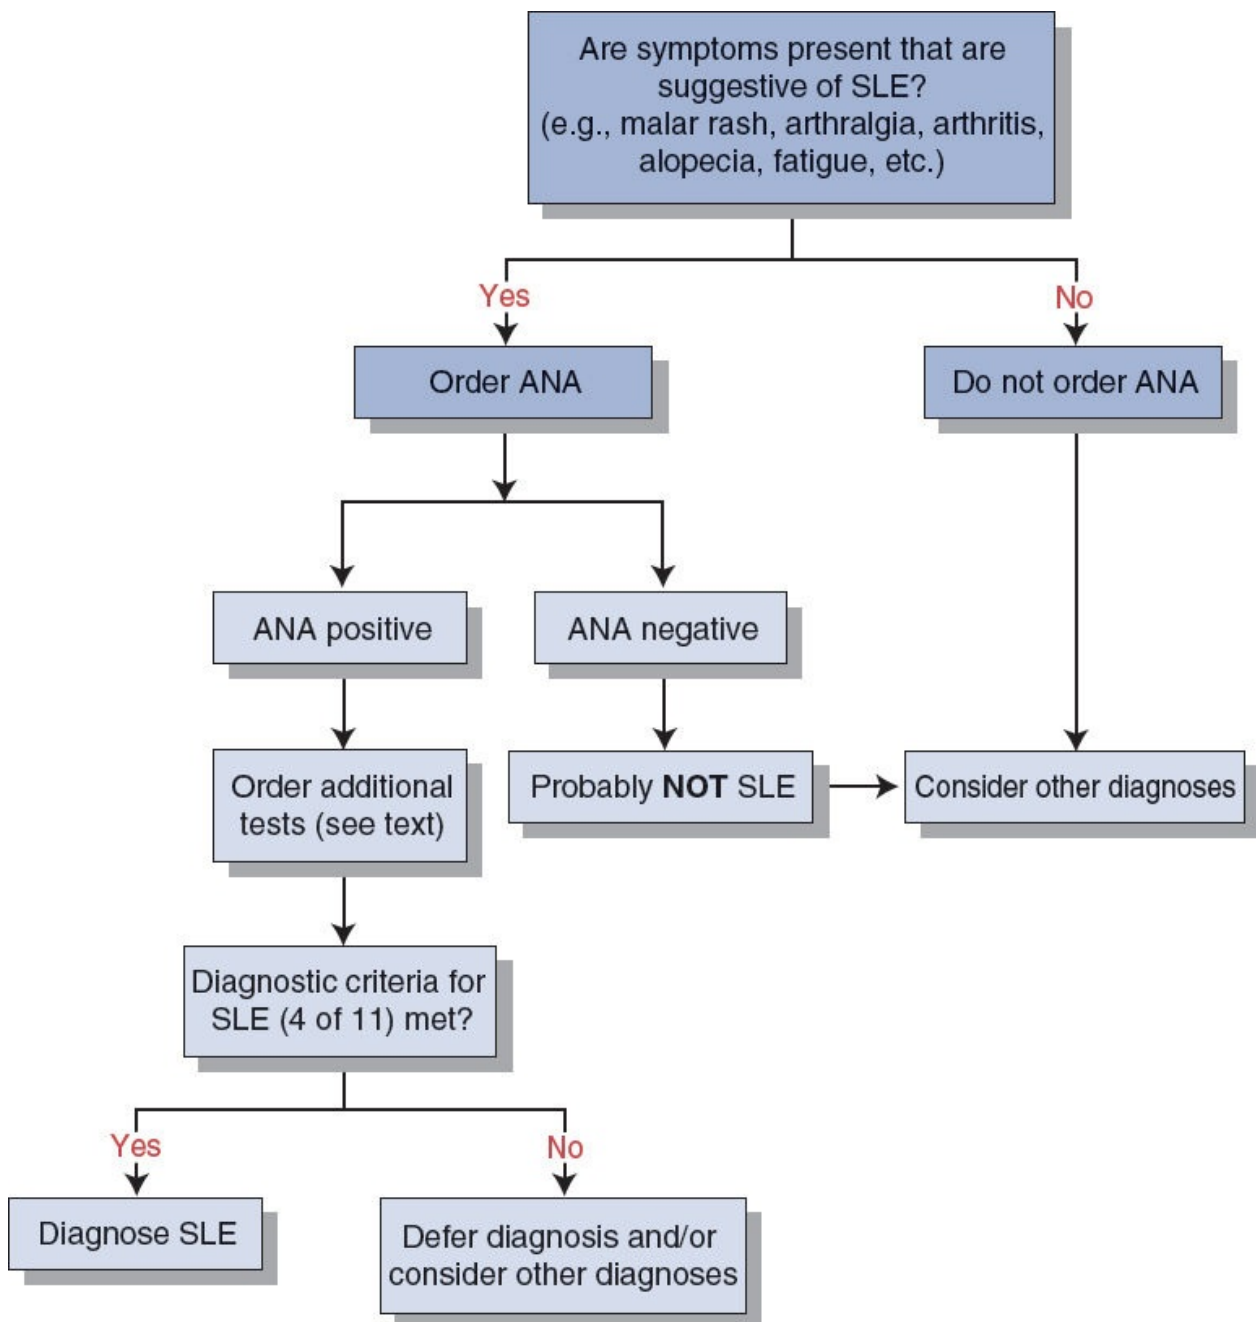 Are symptoms present that are
suggestive of SLE?
(e.g., malar rash, arthralgia, arthritis,
alopecia, fatigue, etc.)
Yes
No
Order ANA
Do not order ANA
ANA positive
ANA negative
Order additional
tests (see text)
Probably NOT SLE
Consider other diagnoses
Diagnostic criteria for
SLE (4 of 11) met?
Yes
No
Diagnose SLE
Defer diagnosis and/or
consider other diagnoses